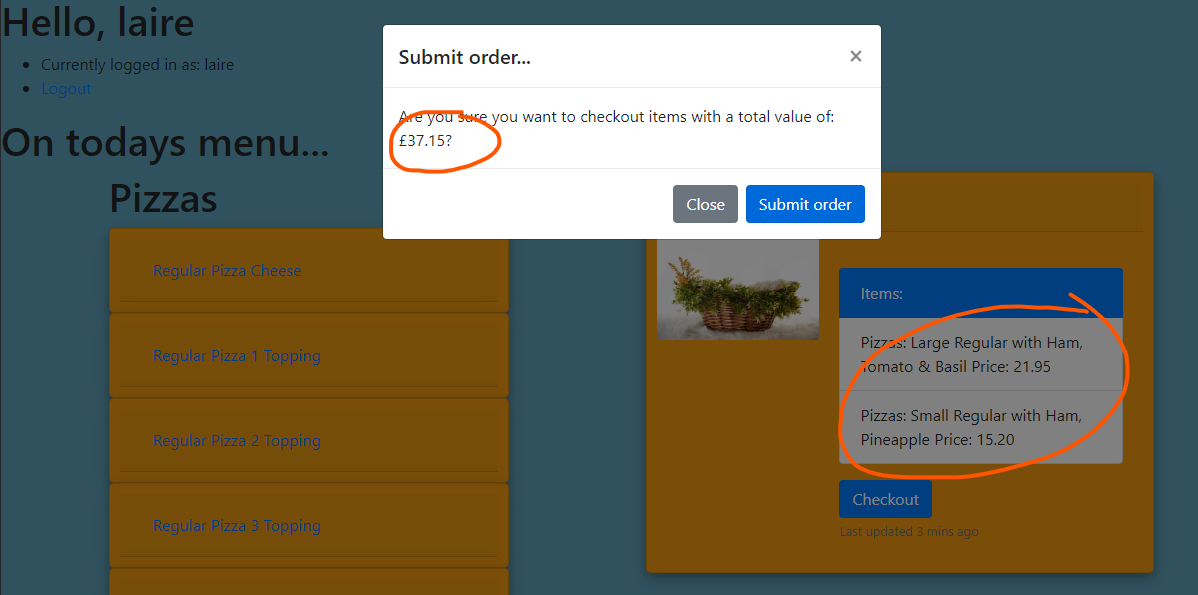 Hello, laire
Currently logged in as: laire
Logout
On todays menu...
Pizzas
Regular Pizza Cheese
Regular Pizza 1 Topping
Regular Pizza 2 Topping
Regular Pizza 3 Topping
Submit order...
×
Are you sure you want to checkout items with a total value of:
£37.15?
Close
Submit order
Items:
Pizzas: Large Regular with Ham,
Tomato & Basil Price: 21.95
Pizzas: Small Regular with Ham,
Pineapple Price: 15.20
Checkout
Last updated 3 mins ago